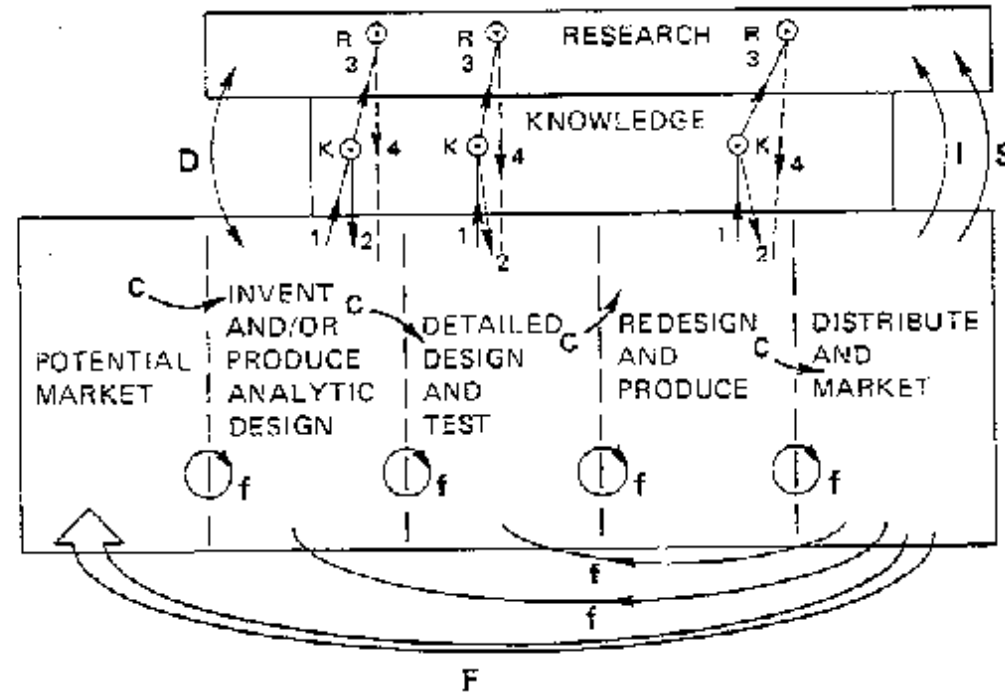 R R RESEARCH R
3 3 3
KNOWLEDGE
K 4 K 4 K 4
D I S
1 2 1 2 1 2
C INVENT C
AND/OR DETAILED C REDESIGN DISTRIBUTE
POTENTIAL PRODUCE DESIGN AND C AND
MARKET ANALYTIC AND PRODUCE MARKET
DESIGN TEST
f f f f
f
f
F